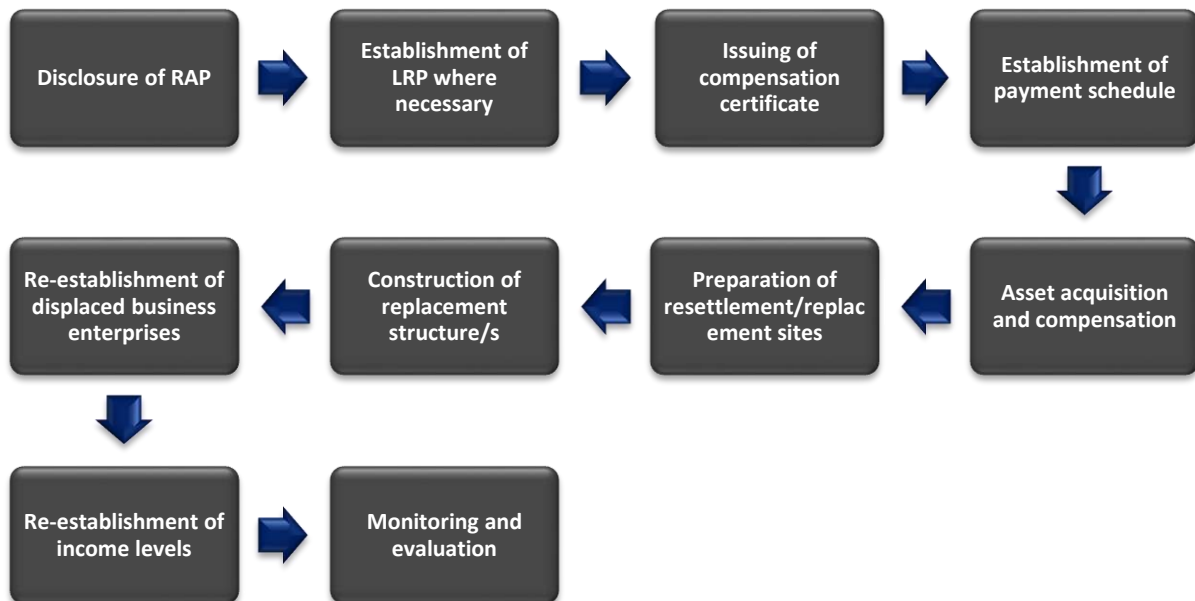 Disclosure of RAP
Establishment of
LRP where
necessary
Issuing of
compensation
certificate
Establishment of
payment schedule
Asset acquisition
and compensation
Preparation of
resettlement/replac
ement sites
Construction of
replacement
structure/s
Re-establishment of
displaced business
enterprises
Re-establishment of
income levels
Monitoring and
evaluation